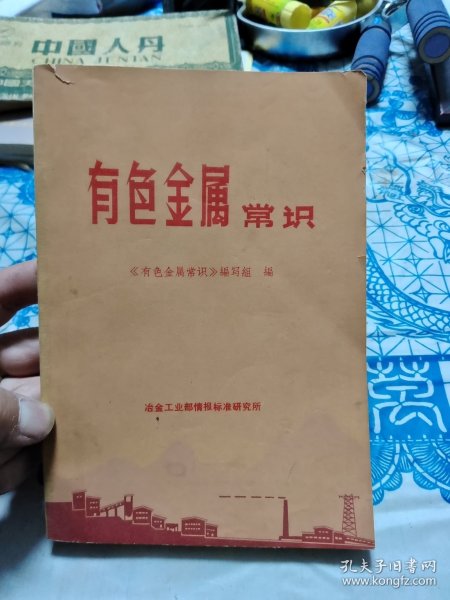 中國人丹
CHINA JENTAN
有色金属 常识
《有色金属常识》编写组 编
冶金工业部情报标准研究所
万
孔夫子旧书网
www.kongfz.com